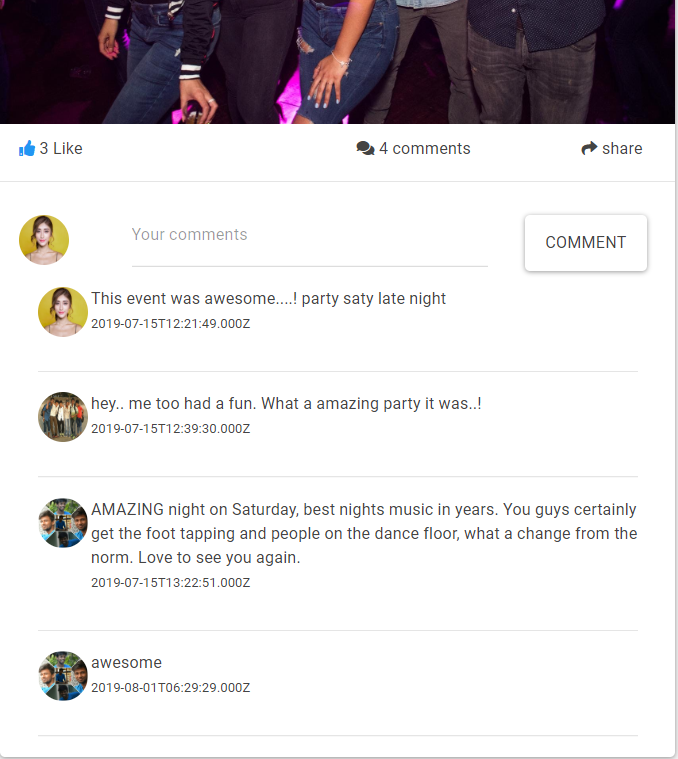 3 Like
4 comments
share
Your comments
COMMENT
This event was awesome....! party saty late night
2019-07-15T12:21:49.000Z
hey.. me too had a fun. What a amazing party it was..!
2019-07-15T12:39:30.000Z
AMAZING night on Saturday, best nights music in years. You guys certainly
get the foot tapping and people on the dance floor, what a change from the
norm. Love to see you again.
2019-07-15T13:22:51.000Z
awesome
2019-08-01T06:29:29.000Z